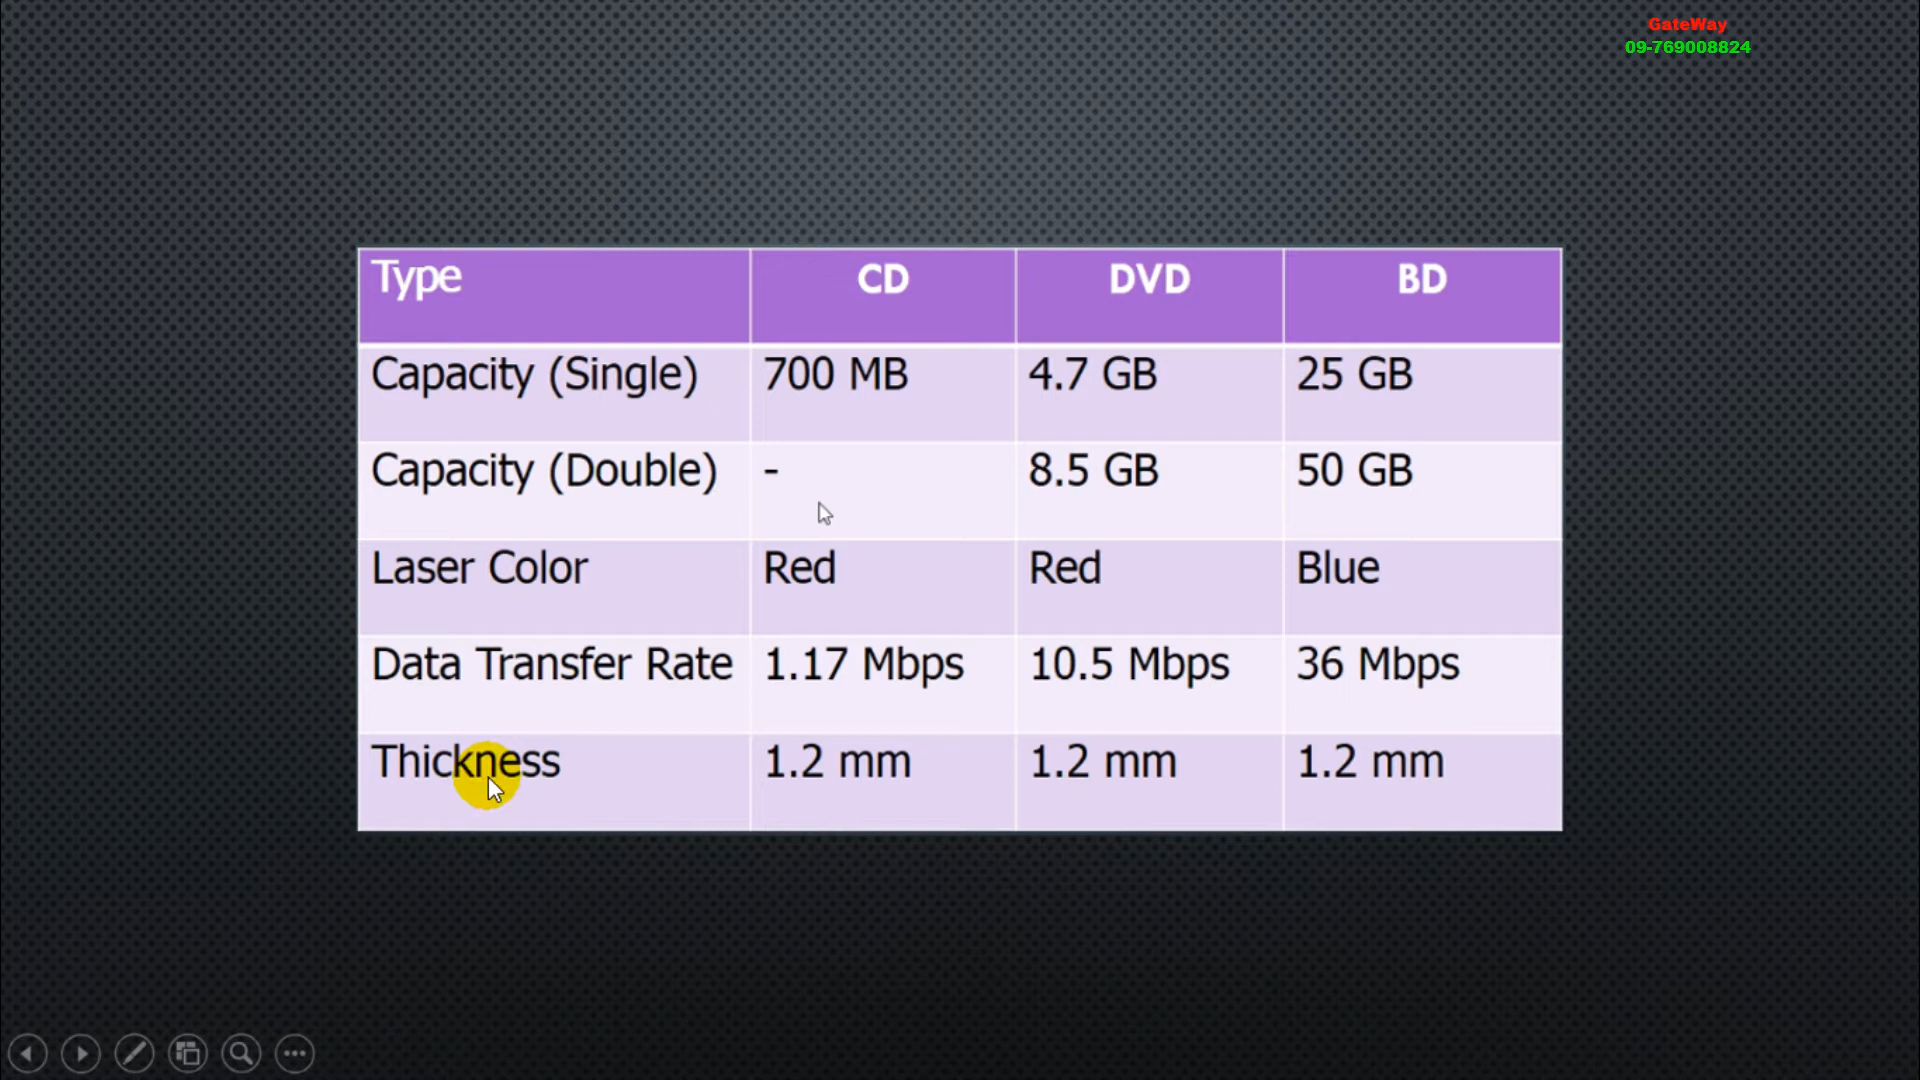 GateWay
09-769008824
Type CD DVD BD
Capacity (Single) 700 MB 4.7 GB 25 GB
Capacity (Double) - 8.5 GB 50 GB
Laser Color Red Red Blue
Data Transfer Rate 1.17 Mbps 10.5 Mbps 36 Mbps
Thickness 1.2 mm 1.2 mm 1.2 mm